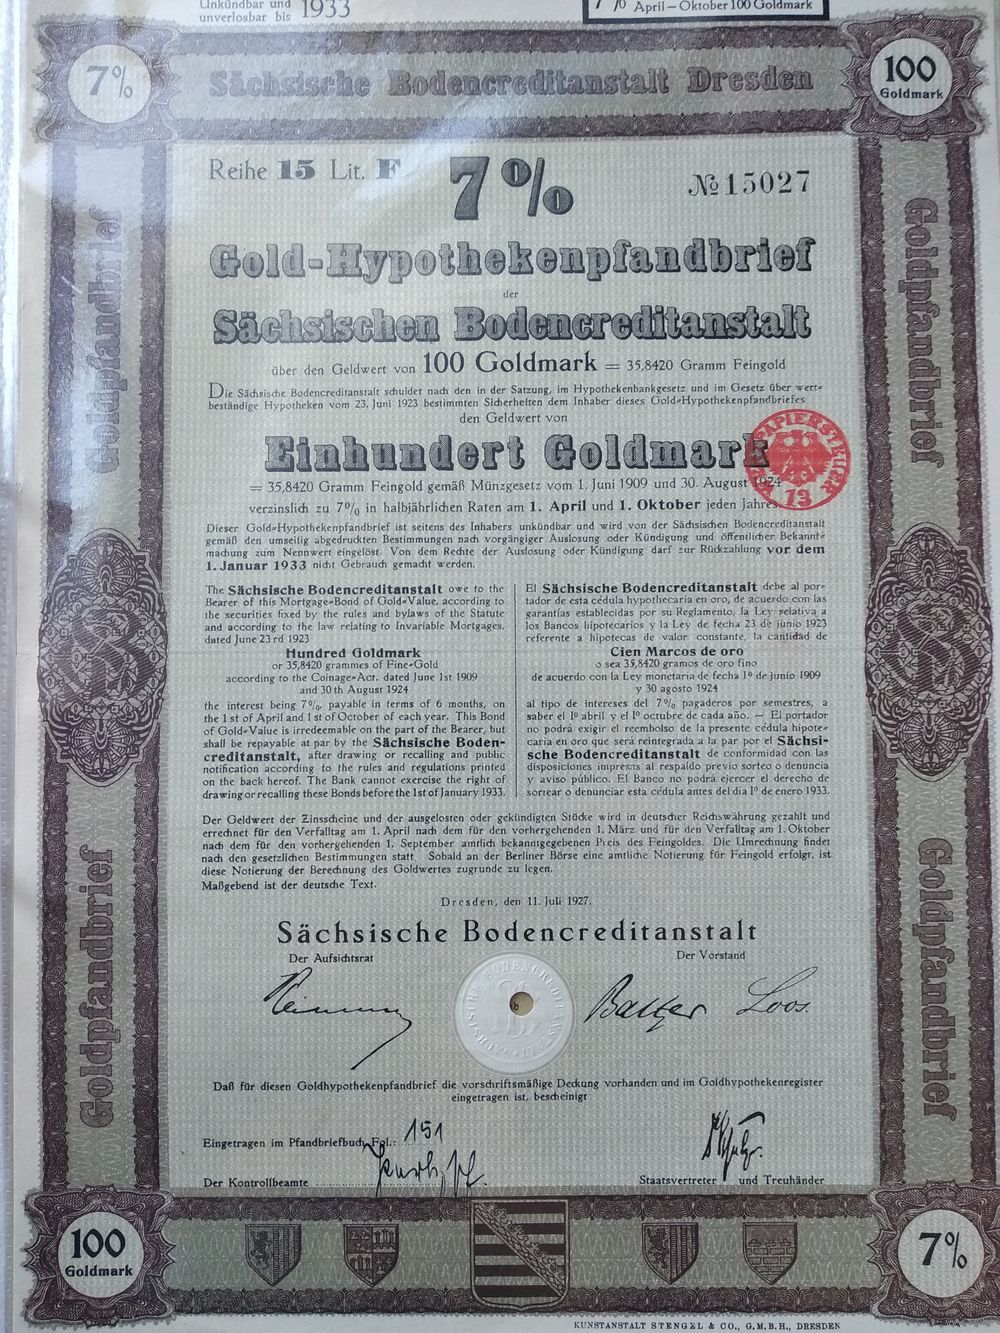 Unkündbar und
unverlosbar bis 1933
7% April—Oktober 100 Goldmark
7%
Sächsische Bodencreditanstalt Dresden
100
Goldmark
Reihe 15 Lit. F
7%
№15027
Gold-Hypothekenpfandbrief
der
Sächsischen Bodencreditanstalt
über den Geldwert von 100 Goldmark = 35,8420 Gramm Feingold
Die Sächsische Bodencreditanstalt schuldet nach den in der Satzung, im Hypothekenbankgesetz und im Gesetz über wert-
beständige Hypotheken vom 23. Juni 1923 bestimmten Sicherheiten dem Inhaber dieses Gold-Hypothekenpfandbriefes
den Geldwert von
Einhundert Goldmark
= 35,8420 Gramm Feingold gemäß Münzgesetz vom 1. Juni 1909 und 30. August 1924
verzinslich zu 7% in halbjährlichen Raten am 1. April und 1. Oktober jeden Jahres.
PAPIERSTEUER
13
Dieser Gold-Hypothekenpfandbrief ist seitens des Inhabers unkündbar und wird von der Sächsischen Bodencreditanstalt
gemäß den umseitig abgedruckten Bestimmungen nach vorgängiger Auslosung oder Kündigung und öffentlicher Bekannt-
machung zum Nennwert eingelöst. Von dem Rechte der Auslosung oder Kündigung darf zur Rückzahlung vor dem
1. Januar 1933 nicht Gebrauch gemacht werden.
The Sächsische Bodencreditanstalt owe to the
Bearer of this Mortgage-Bond of Gold-Value, according to
the securities fixed by the rules and bylaws of the Statute
and according to the law relating to Invariable Mortgages,
dated June 23rd 1923
Hundred Goldmark
or 35,8420 grammes of Fine-Gold
according to the Coinage-Act. dated June 1st 1909
and 30th August 1924
the interest being 7%, payable in terms of 6 months, on
the 1st of April and 1st of October of each year. This Bond
of Gold-Value is irredeemable on the part of the Bearer, but
shall be repayable at par by the Sächsische Boden-
creditanstalt, after drawing or recalling and public
notification according to the rules and regulations printed
on the back hereof. The Bank cannot exercise the right of
drawing or recalling these Bonds before the 1st of January 1933.
El Sächsische Bodencreditanstalt debe al por-
tador de esta cédula hypothecaria en oro, de acuerdo con las
garantías establecidas por su Reglamento, la Ley relativa a
los Bancos hipotecarios y la Ley de fecha 23 de junio 1923
referente a hipotecas de valor constante, la cantidad de
Cien Marcos de oro
o sea 35,8420 gramos de oro fino
de acuerdo con la Ley monetaria de fecha 1º de junio 1909
y 30 agosto 1924
al tipo de intereses del 7% pagaderos por semestres, a
saber el 1º abril y el 1º octubre de cada año. — El portador
no podrá exigir el reembolso de la presente cédula hipote-
caria en oro que será reintegrada a la par por el Sächsi-
sche Bodencreditanstalt de conformidad con las
disposiciones impresas al respaldo previo sorteo o denuncia
y aviso público. El Banco no podrá ejercer el derecho de
sortear o denunciar esta cédula antes del día 1º de enero 1933.
Der Geldwert der Zinsscheine und der ausgelosten oder gekündigten Stücke wird in deutscher Reichswährung gezahlt und
errechnet für den Verfalltag am 1. April nach dem für den vorhergehenden 1. März und für den Verfalltag am 1. Oktober
nach dem für den vorhergehenden 1. September amtlich bekanntgegebenen Preis des Feingoldes. Die Umrechnung findet
nach den gesetzlichen Bestimmungen statt. Sobald an der Berliner Börse eine amtliche Notierung für Feingold erfolgt, ist
diese Notierung der Berechnung des Goldwertes zugrunde zu legen.
Maßgebend ist der deutsche Text.
Dresden, den 11. Juli 1927.
Sächsische Bodencreditanstalt
Der Aufsichtsrat
Der Vorstand
Loos.
Daß für diesen Goldhypothekenpfandbrief die vorschriftsmäßige Deckung vorhanden und im Goldhypothekenregister
eingetragen ist, bescheinigt
Eingetragen im Pfandbriefbuch Fol.: 151
Der Kontrollbeamte
Staatsvertreter und Treuhänder
Goldpfandbrief
Goldpfandbrief
Goldpfandbrief
Goldpfandbrief
100
Goldmark
7%
KUNSTANSTALT STENGEL & CO., G.M.B.H., DRESDEN